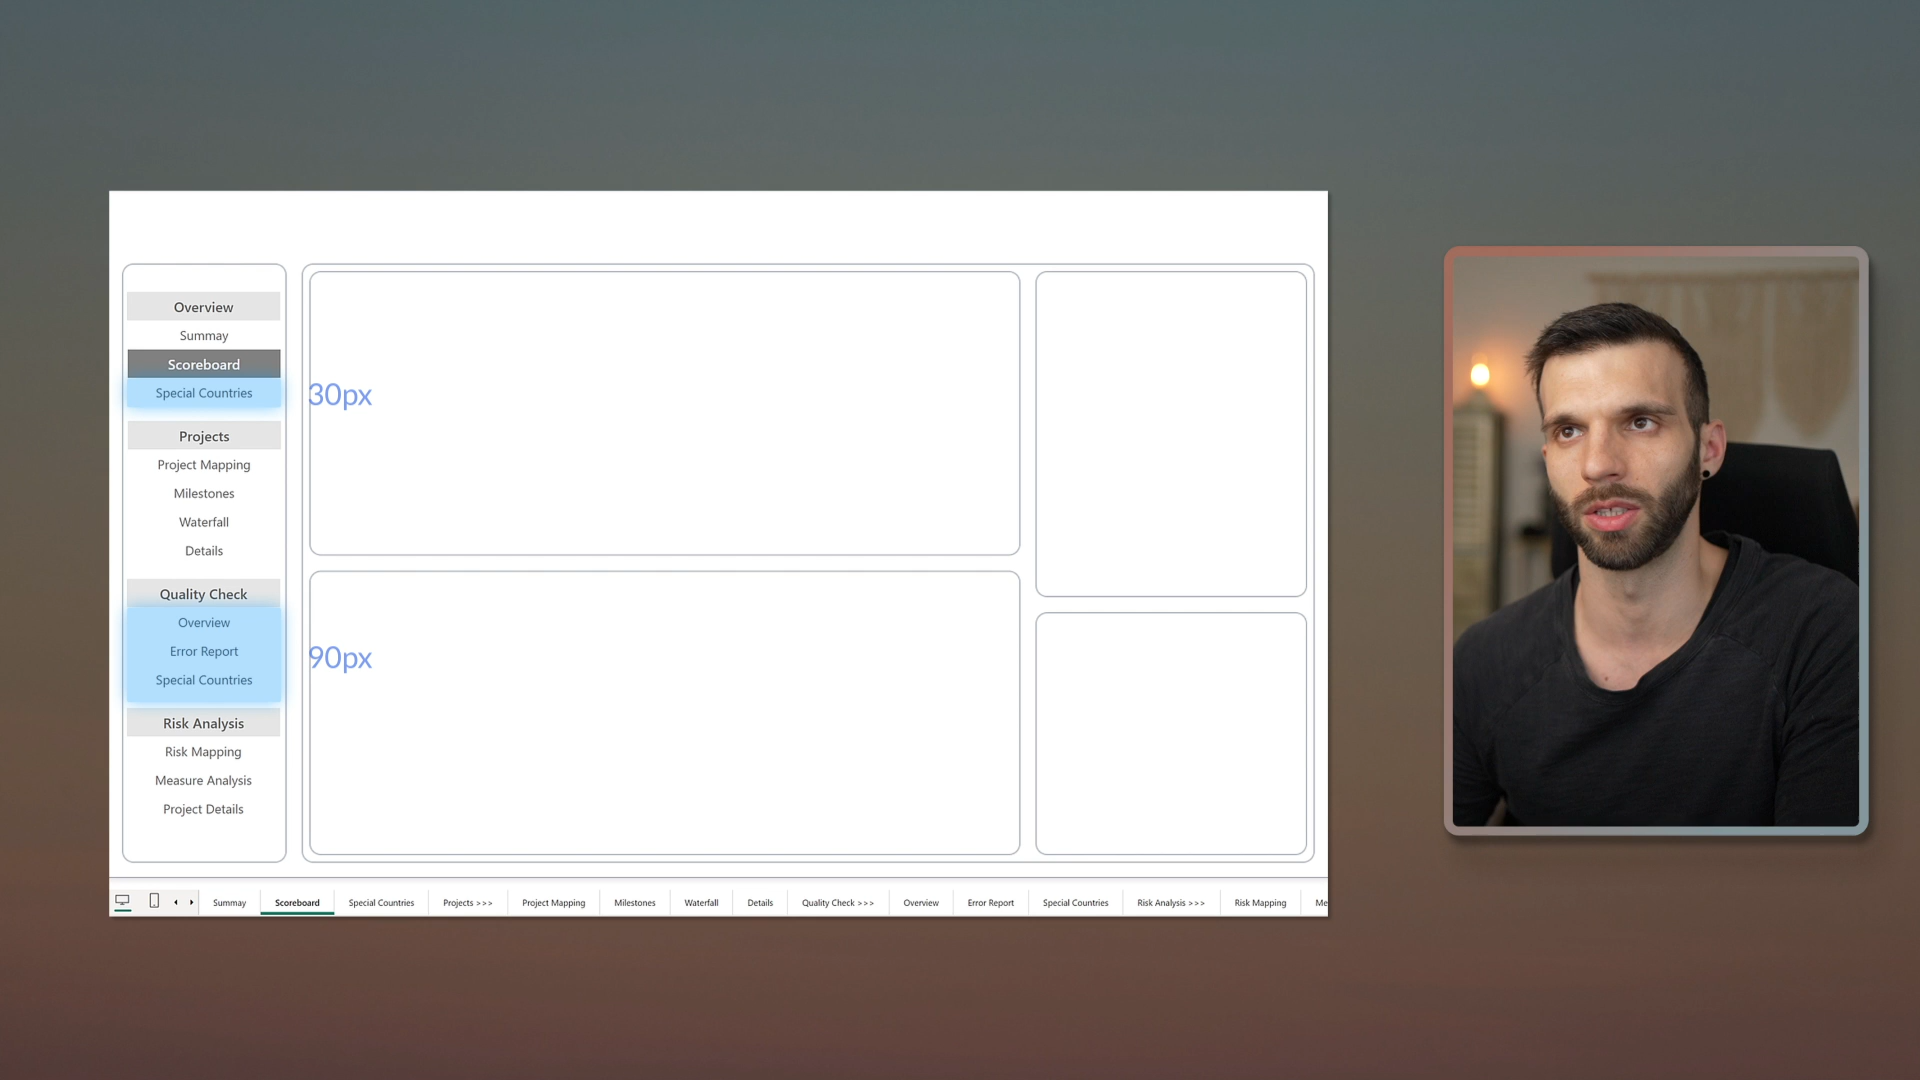 Overview
Summay
Scoreboard
Special Countries
30px
Projects
Project Mapping
Milestones
Waterfall
Details
Quality Check
Overview
Error Report
90px
Special Countries
Risk Analysis
Risk Mapping
Measure Analysis
Project Details
Summay Scoreboard Special Countries Projects >>> Project Mapping Milestones Waterfall Details Quality Check >>> Overview Error Report Special Countries Risk Analysis >>> Risk Mapping Me